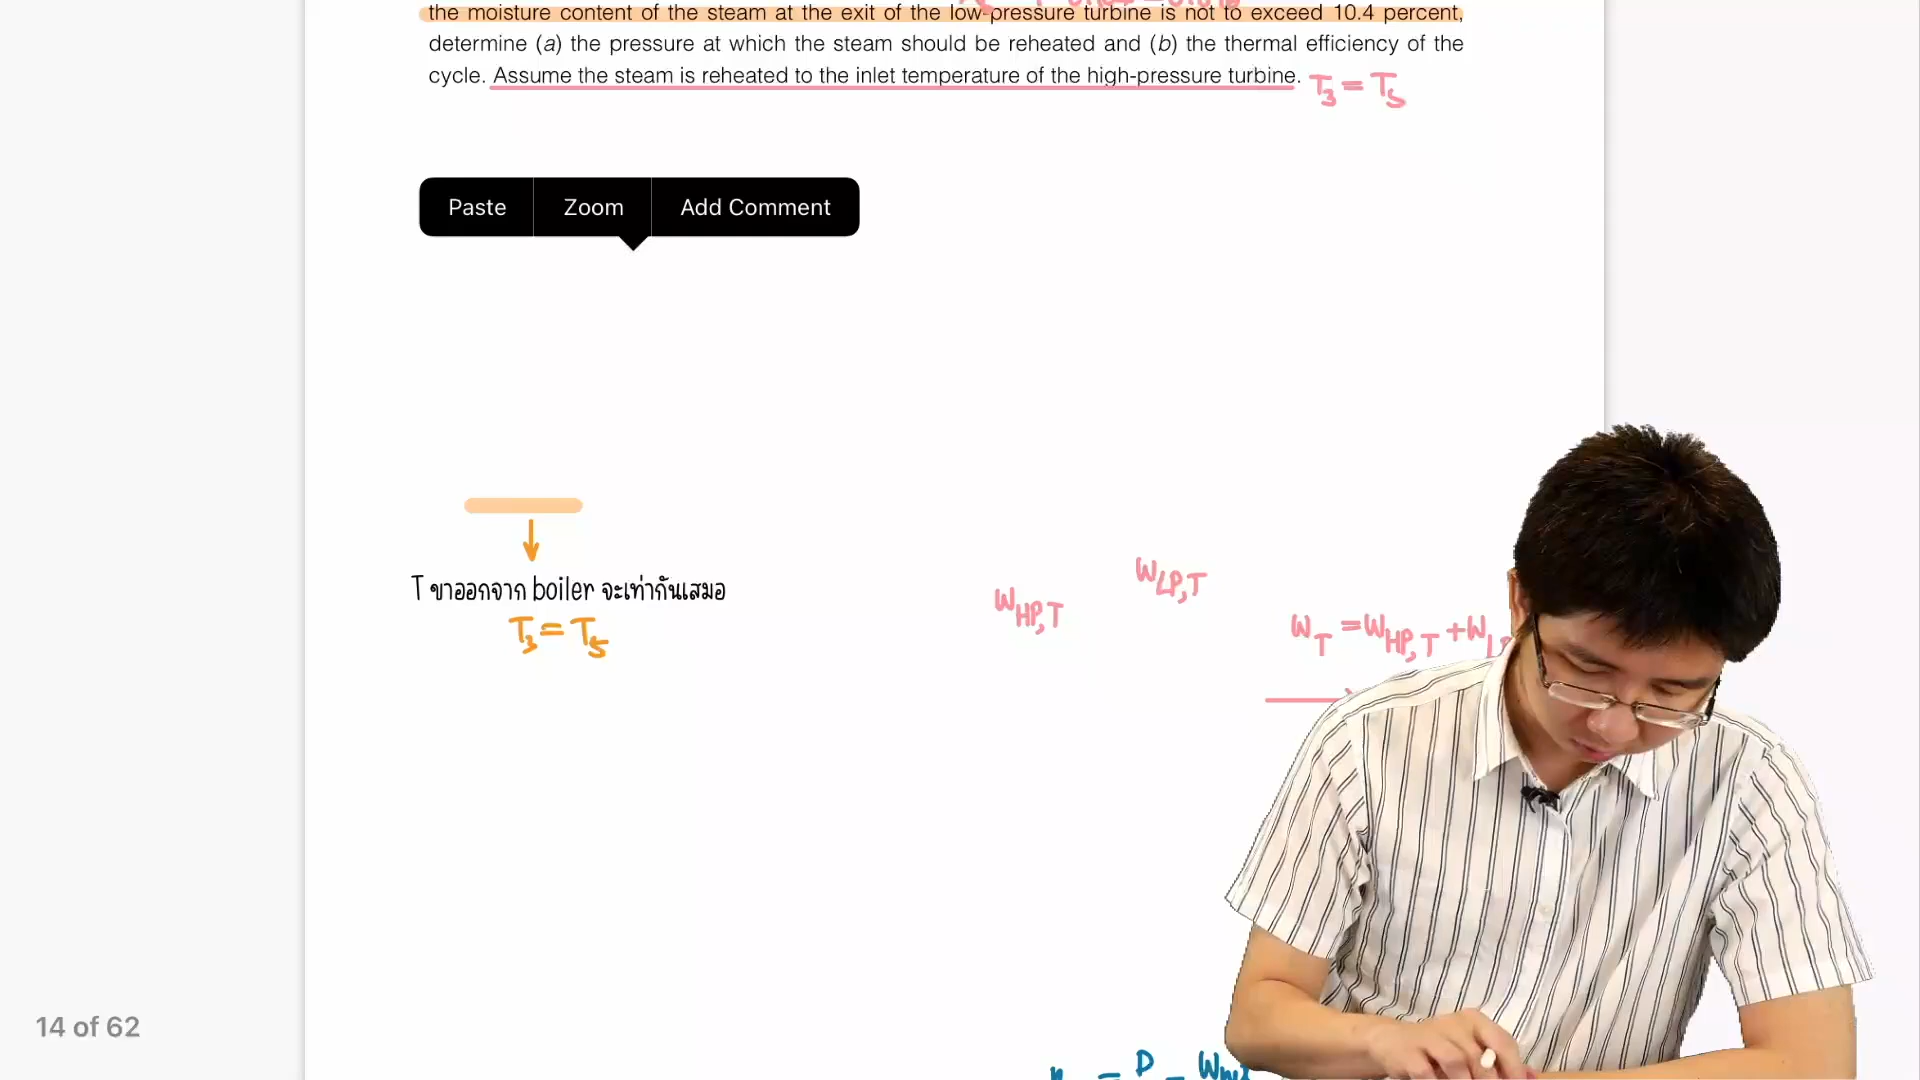 the moisture content of the steam at the exit of the low-pressure turbine is not to exceed 10.4 percent,
determine (a) the pressure at which the steam should be reheated and (b) the thermal efficiency of the
cycle. Assume the steam is reheated to the inlet temperature of the high-pressure turbine. T3 = T5
Paste Zoom Add Comment
T ขาออกจาก boiler จะเท่ากันเสมอ
T3 = T5
WHP,T
WLP,T
WT = WHP,T + WL
14 of 62